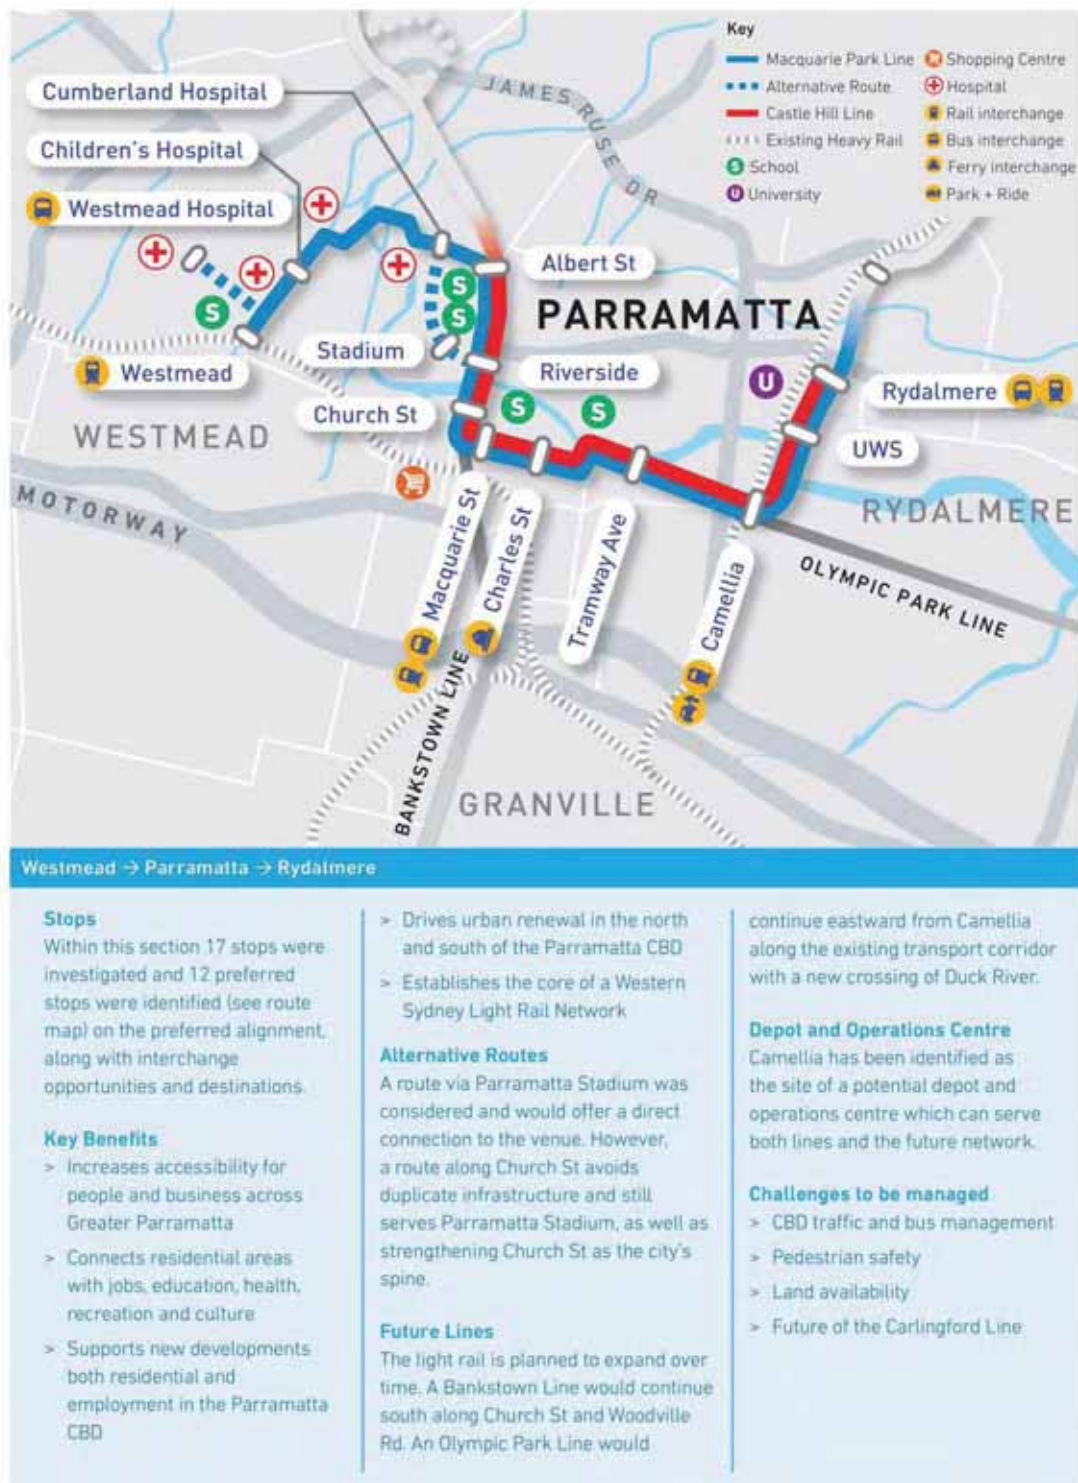 Key
Macquarie Park Line
Alternative Route
Castle Hill Line
Existing Heavy Rail
S School
U University
Shopping Centre
Hospital
Rail interchange
Bus interchange
Ferry interchange
Park + Ride
JAMES RUSE DR
Cumberland Hospital
Children's Hospital
Westmead Hospital
Albert St
S
S
S
PARRAMATTA
Stadium
Westmead
Riverside
U
Church St
S
S
Rydalmere
WESTMEAD
UWS
MOTORWAY
RYDALMERE
Macquarie St
Charles St
Tramway Ave
Camellia
OLYMPIC PARK LINE
BANKSTOWN LINE
GRANVILLE
Westmead → Parramatta → Rydalmere
Stops
Within this section 17 stops were
investigated and 12 preferred
stops were identified (see route
map) on the preferred alignment,
along with interchange
opportunities and destinations.
Key Benefits
> Increases accessibility for
people and business across
Greater Parramatta
> Connects residential areas
with jobs, education, health,
recreation and culture
> Supports new developments
both residential and
employment in the Parramatta
CBD
> Drives urban renewal in the north
and south of the Parramatta CBD
> Establishes the core of a Western
Sydney Light Rail Network
Alternative Routes
A route via Parramatta Stadium was
considered and would offer a direct
connection to the venue. However,
a route along Church St avoids
duplicate infrastructure and still
serves Parramatta Stadium, as well as
strengthening Church St as the city's
spine.
Future Lines
The light rail is planned to expand over
time. A Bankstown Line would continue
south along Church St and Woodville
Rd. An Olympic Park Line would
continue eastward from Camellia
along the existing transport corridor
with a new crossing of Duck River.
Depot and Operations Centre
Camellia has been identified as
the site of a potential depot and
operations centre which can serve
both lines and the future network.
Challenges to be managed
> CBD traffic and bus management
> Pedestrian safety
> Land availability
> Future of the Carlingford Line